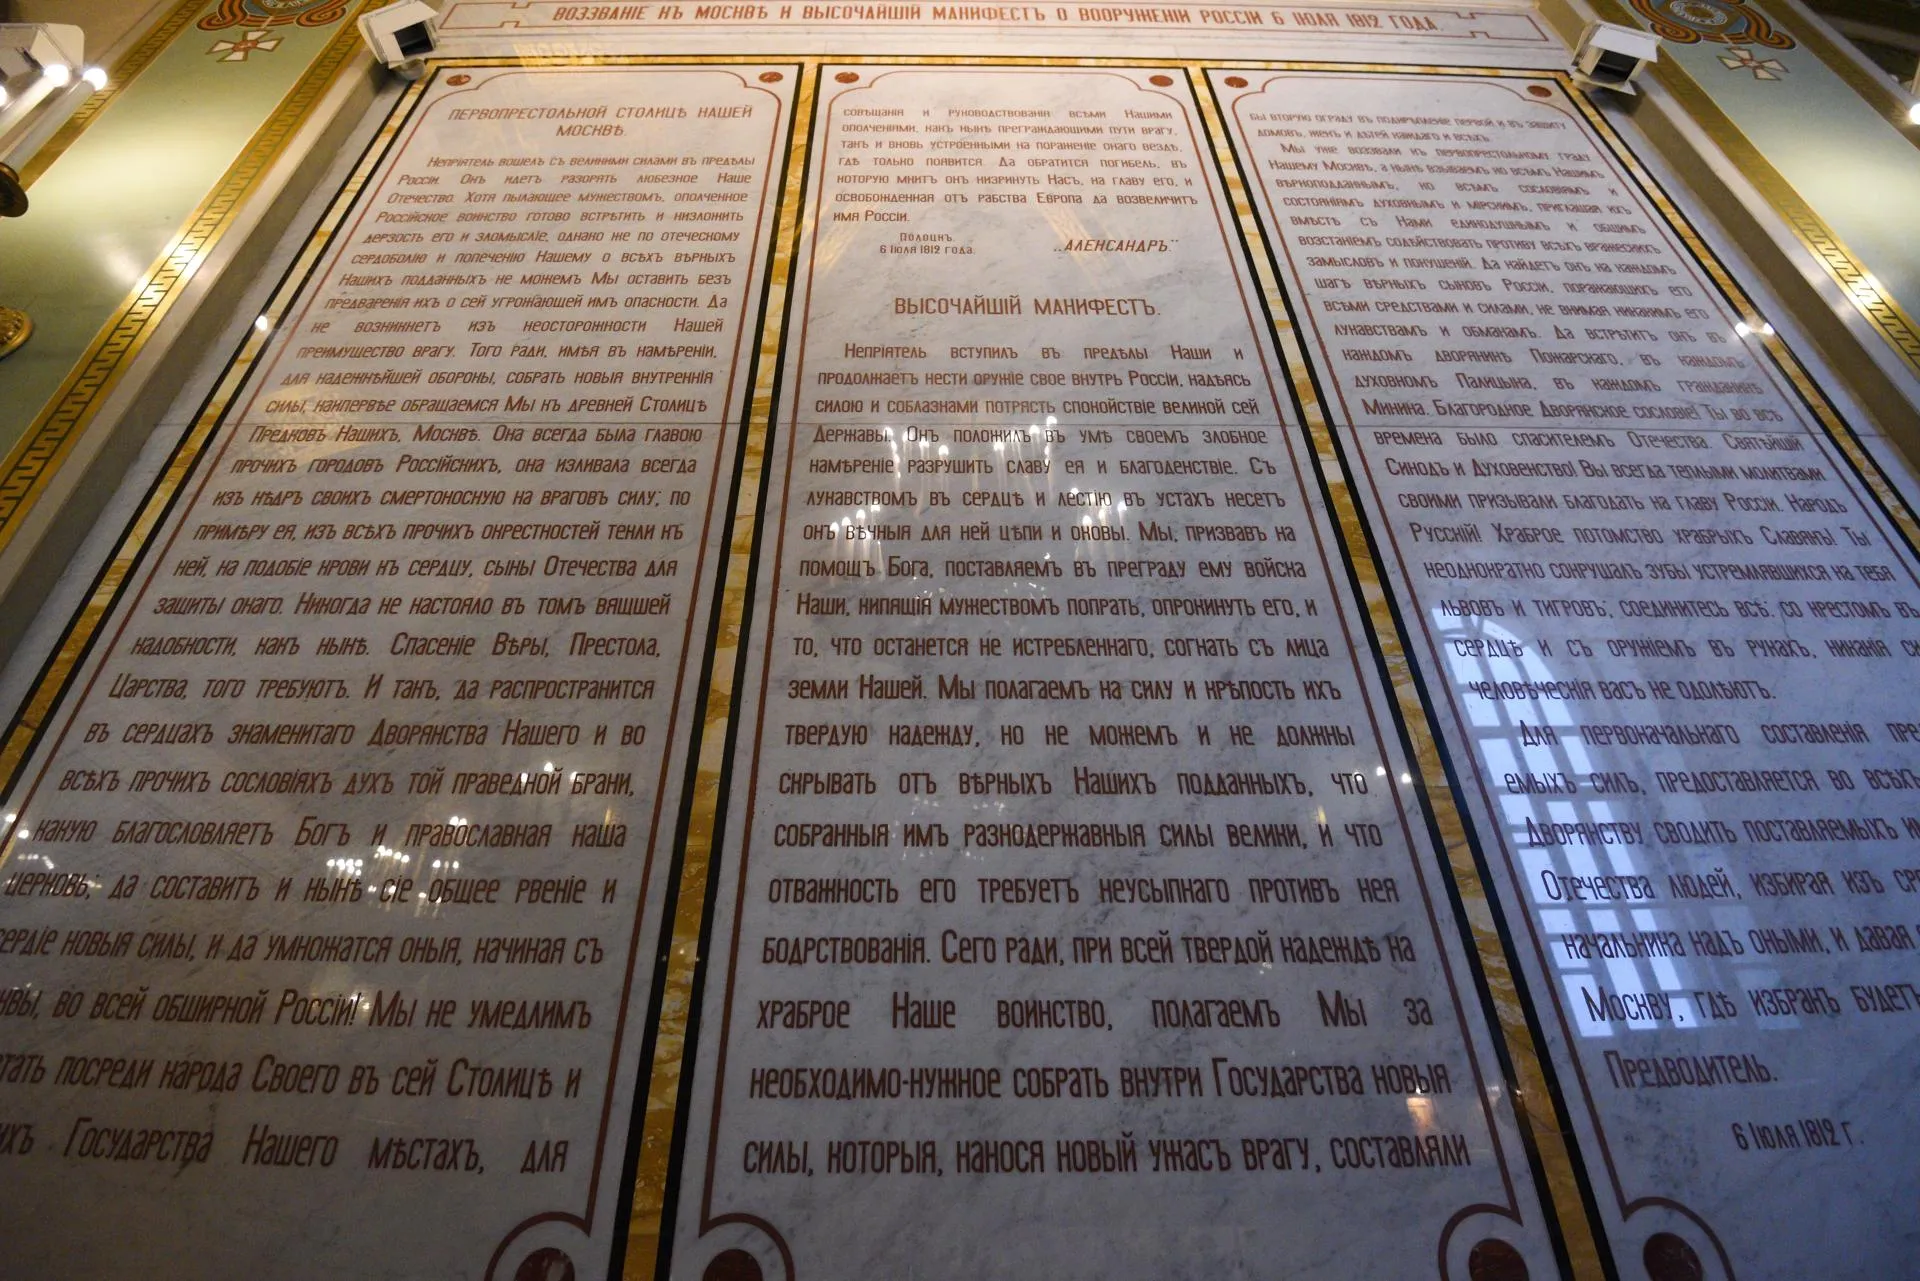 ВОЗЗВАНІЕ КЪ МОСКВѢ И ВЫСОЧАЙШІЙ МАНИФЕСТЪ О ВООРУЖЕНІИ РОССІИ 6 ІЮЛЯ 1812 ГОДА.
ПЕРВОПРЕСТОЛЬНОЙ СТОЛИЦѢ НАШЕЙ
МОСКВѢ.
Непріятель вошелъ съ великими силами въ предѣлы
Россіи. Онъ идетъ разорять любезное Наше
Отечество. Хотя пылающее мужествомъ, ополченное
Россійское воинство готово встрѣтить и низложить
дерзость его и зломысліе, однако же по отеческому
сердоболію и попеченію Нашему о всѣхъ вѣрныхъ
Нашихъ подданныхъ не можемъ Мы оставить безъ
предваренія ихъ о сей угрожающей имъ опасности. Да
не возникнетъ изъ неосторожности Нашей
преимущество врагу. Того ради, имѣя въ намѣреніи,
для надежнѣйшей обороны, собрать новыя внутреннія
силы, наипервѣе обращаемся Мы къ древней Столицѣ
Предковъ Нашихъ, Москвѣ. Она всегда была главою
прочихъ городовъ Россійскихъ, она изливала всегда
изъ нѣдръ своихъ смертоносную на враговъ силу; по
примѣру ея, изъ всѣхъ прочихъ окрестностей текли къ
ней, на подобіе крови къ сердцу, сыны Отечества для
защиты онаго. Никогда не настояло въ томъ вящшей
надобности, какъ нынѣ. Спасеніе Вѣры, Престола,
Царства, того требуютъ. И такъ, да распространится
въ сердцахъ знаменитаго Дворянства Нашего и во
всѣхъ прочихъ сословіяхъ духъ той праведной брани,
какую благословляетъ Богъ и православная наша
церковь; да составитъ и нынѣ сіе общее рвеніе и
новыя силы, и да умножатся оныя, начиная съ
во всей обширной Россіи! Мы не умедлимъ
посреди народа Своего въ сей Столицѣ и
Государства Нашего мѣстахъ, для
совѣщанія и руководствованія всѣми Нашими
ополченіями, какъ нынѣ преграждающими пути врагу,
такъ и вновь устроенными на пораженіе онаго вездѣ,
гдѣ только появится. Да обратится погибель, въ
которую мнитъ онъ низринуть Насъ, на главу его, и
освобожденная отъ рабства Европа да возвеличитъ
имя Россіи.
Полоцкъ.
6 Іюля 1812 года.
„АЛЕКСАНДРЪ."
ВЫСОЧАЙШІЙ МАНИФЕСТЪ.
Непріятель вступилъ въ предѣлы Наши и
продолжаетъ нести оружіе свое внутрь Россіи, надѣясь
силою и соблазнами потрясть спокойствіе великой сей
Державы. Онъ положилъ въ умѣ своемъ злобное
намѣреніе разрушить славу ея и благоденствіе. Съ
лукавствомъ въ сердцѣ и лестію въ устахъ несетъ
онъ вѣчныя для ней цѣпи и оковы. Мы, призвавъ на
помощь Бога, поставляемъ въ преграду ему войска
Наши, кипящія мужествомъ попрать, опрокинуть его, и
то, что останется не истребленнаго, согнать съ лица
земли Нашей. Мы полагаемъ на силу и крѣпость ихъ
твердую надежду, но не можемъ и не должны
скрывать отъ вѣрныхъ Нашихъ подданныхъ, что
собранныя имъ разнодержавныя силы велики, и что
отважность его требуетъ неусыпнаго противъ нея
бодрствованія. Сего ради, при всей твердой надеждѣ на
храброе Наше воинство, полагаемъ Мы за
необходимо-нужное собрать внутри Государства новыя
силы, которыя, нанося новый ужасъ врагу, составляли
бы вторую ограду въ подкрѣпленіе первой и въ защиту
домовъ, женъ и дѣтей каждаго и всѣхъ.
Мы уже воззвали къ первопрестольному граду
Нашему Москвѣ, а нынѣ взываемъ ко всѣмъ Нашимъ
вѣрноподданнымъ, ко всѣмъ сословіямъ и
состояніямъ духовнымъ и мірскимъ, приглашая ихъ
вмѣстѣ съ Нами единодушнымъ и общимъ
возстаніемъ содѣйствовать противу всѣхъ вражескихъ
замысловъ и покушеній. Да найдетъ онъ на каждомъ
шагѣ вѣрныхъ сыновъ Россіи, поражающихъ его
всѣми средствами и силами, не внимая никакимъ его
лукавствамъ и обманамъ. Да встрѣтитъ онъ въ
каждомъ дворянинѣ Пожарскаго, въ каждомъ
духовномъ Палицына, въ каждомъ гражданинѣ
Минина. Благородное Дворянское сословіе! Ты во всѣ
времена было спасителемъ Отечества. Святѣйшій
Синодъ и Духовенство! Вы всегда теплыми молитвами
своими призывали благодать на главу Россіи. Народъ
Русскій! Храброе потомство храбрыхъ Славянъ! Ты
неоднократно сокрушалъ зубы устремлявшихся на тебя
львовъ и тигровъ; соединитесь всѣ: со крестомъ въ
сердцѣ и съ оружіемъ въ рукахъ, никакія
человѣческія васъ не одолѣютъ.
Для первоначальнаго составленія
емыхъ силъ, предоставляется во всѣхъ
Дворянству сводить поставляемыхъ
Отечества людей, избирая изъ
начальника надъ оными, и давая
Москву, гдѣ избранъ будетъ
Предводитель.
6 Іюля 1812 г.